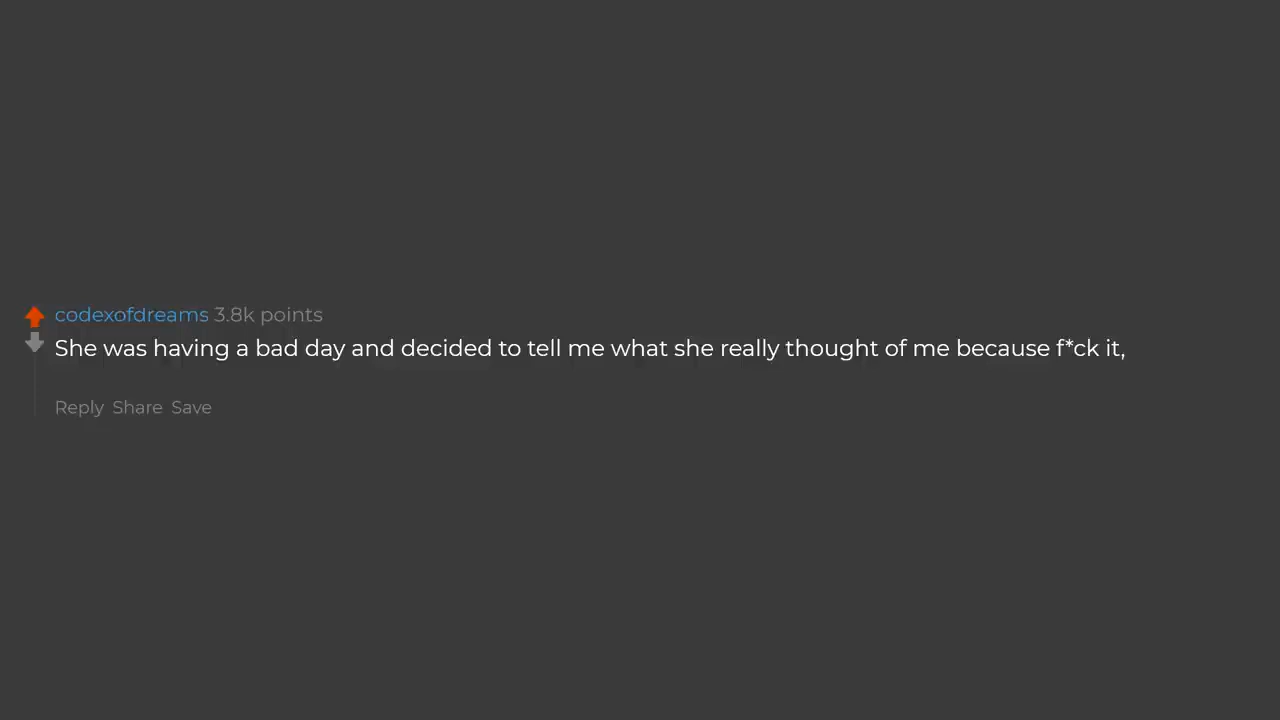 codexofdreams 3.8k points
She was having a bad day and decided to tell me what she really thought of me because f*ck it,
Reply Share Save